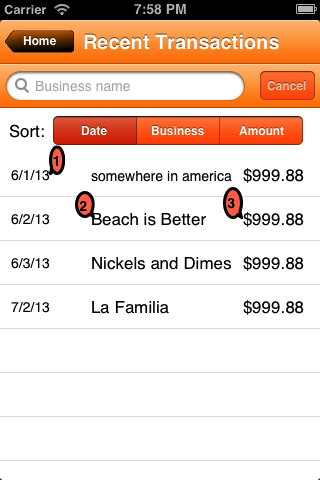 Carrier 7:58 PM
Home Recent Transactions
Business name Cancel
Sort: Date Business Amount
1
6/1/13 somewhere in america $999.88
2 3
6/2/13 Beach is Better $999.88
6/3/13 Nickels and Dimes $999.88
7/2/13 La Familia $999.88